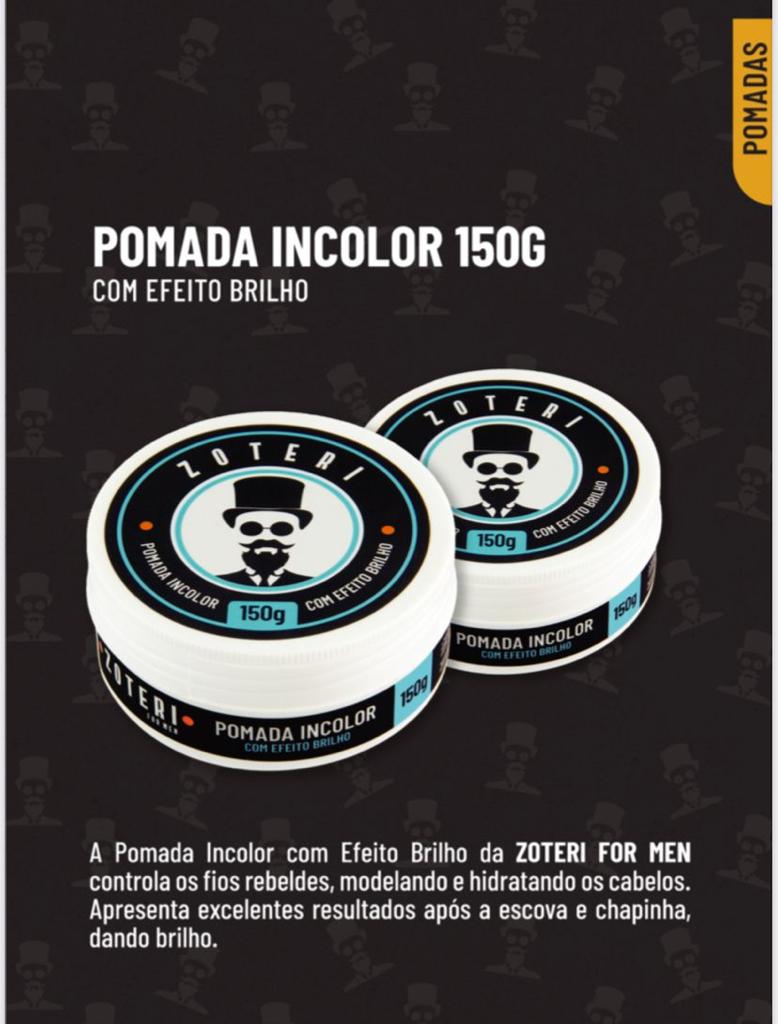 POMADAS
POMADA INCOLOR 150G
COM EFEITO BRILHO
ZOTERI
POMADA INCOLOR
150g
COM EFEITO BRILHO
ZOTERI
FOR MEN
POMADA INCOLOR
COM EFEITO BRILHO
150g
ZOTERI
150g
COM EFEITO BRILHO
POMADA INCOLOR
COM EFEITO BRILHO
150g
A Pomada Incolor com Efeito Brilho da ZOTERI FOR MEN
controla os fios rebeldes, modelando e hidratando os cabelos.
Apresenta excelentes resultados após a escova e chapinha,
dando brilho.